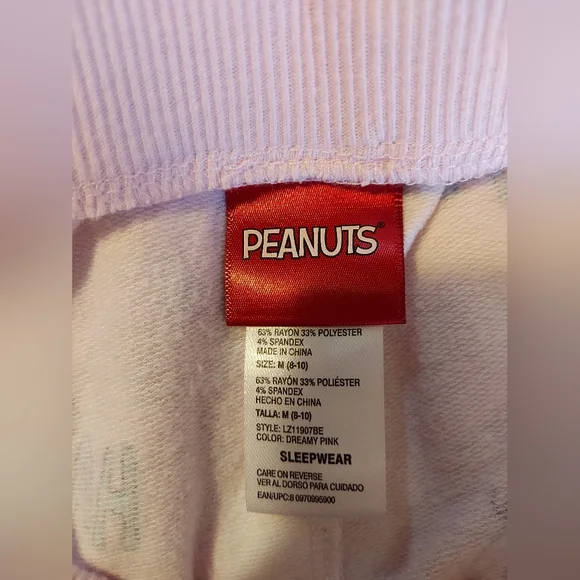 PEANUTS®
63% RAYON 33% POLYESTER
4% SPANDEX
MADE IN CHINA
SIZE: M (8-10)
63% RAYÓN 33% POLIÉSTER
4% SPANDEX
HECHO EN CHINA
TALLA: M (8-10)
STYLE: LZ11907BE
COLOR: DREAMY PINK
SLEEPWEAR
CARE ON REVERSE
VER AL DORSO PARA CUIDADO
EAN/UPC:8 0970995900